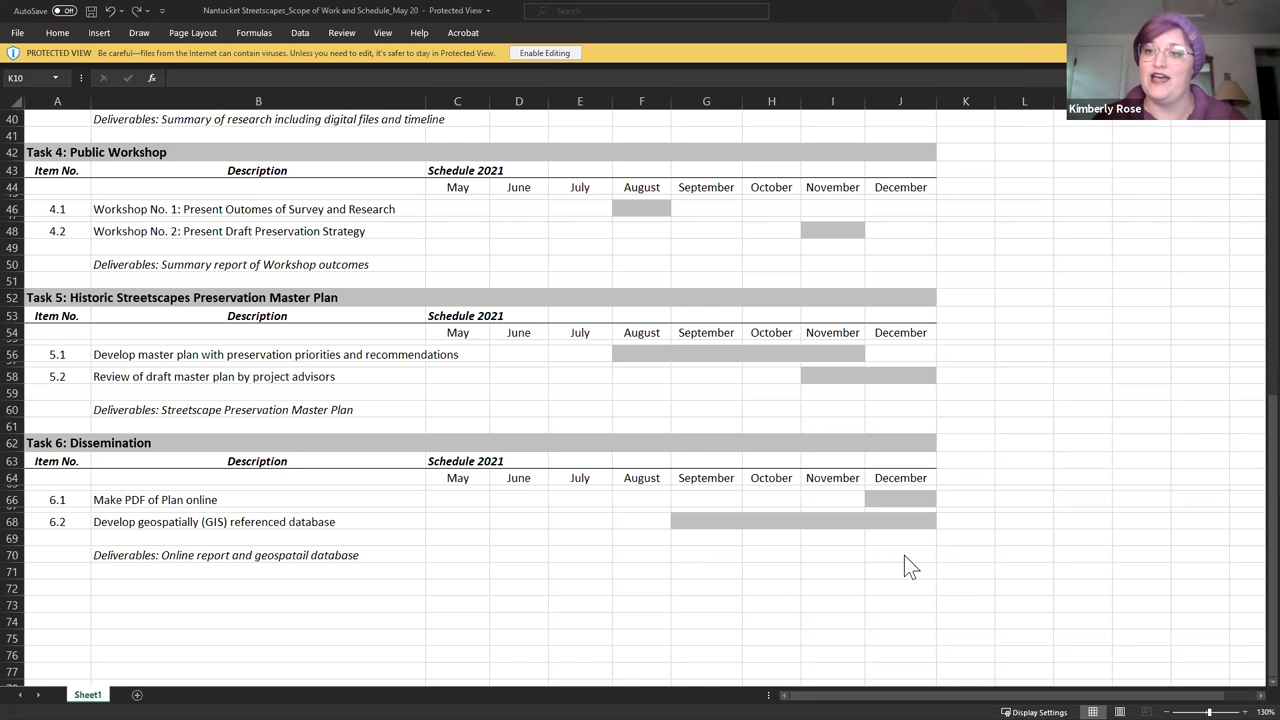 AutoSave Off Nantucket Streetscapes_Scope of Work and Schedule_May 20 - Protected View Search
File Home Insert Draw Page Layout Formulas Data Review View Help Acrobat
PROTECTED VIEW Be careful—files from the Internet can contain viruses. Unless you need to edit, it's safer to stay in Protected View. Enable Editing
K10 fx
Kimberly Rose
A B C D E F G H I J K L
40 Deliverables: Summary of research including digital files and timeline
41
42 Task 4: Public Workshop
43 Item No. Description Schedule 2021
44 May June July August September October November December
46 4.1 Workshop No. 1: Present Outcomes of Survey and Research
48 4.2 Workshop No. 2: Present Draft Preservation Strategy
49
50 Deliverables: Summary report of Workshop outcomes
51
52 Task 5: Historic Streetscapes Preservation Master Plan
53 Item No. Description Schedule 2021
54 May June July August September October November December
56 5.1 Develop master plan with preservation priorities and recommendations
58 5.2 Review of draft master plan by project advisors
59
60 Deliverables: Streetscape Preservation Master Plan
61
62 Task 6: Dissemination
63 Item No. Description Schedule 2021
64 May June July August September October November December
66 6.1 Make PDF of Plan online
68 6.2 Develop geospatially (GIS) referenced database
69
70 Deliverables: Online report and geospatail database
71
72
73
74
75
76
77
Sheet1
Display Settings 130%